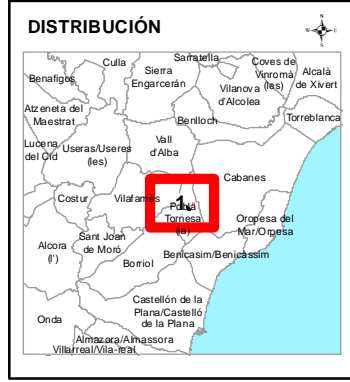 DISTRIBUCIÓN
N
W
E
S
Culla
Sarratella
Coves de
Vinromà
(les)
Benafigos
Sierra
Engarcerán
Vilanova
d'Alcolea
Alcalà
de Xivert
Atzeneta del
Maestrat
Benlloch
Torreblanca
Lucena
del Cid
Useras/Useres
(les)
Vall
d'Alba
Cabanes
Costur
Vilafamés
1
Pobla
Tornesa
(la)
Oropesa del
Mar/Orpesa
Alcora
(l')
Sant Joan
de Moró
Borriol
Benicasim/Benicàssim
Castellón de la
Plana/Castelló
de la Plana
Onda
Almazora/Almassora
Villarreal/Vila-real